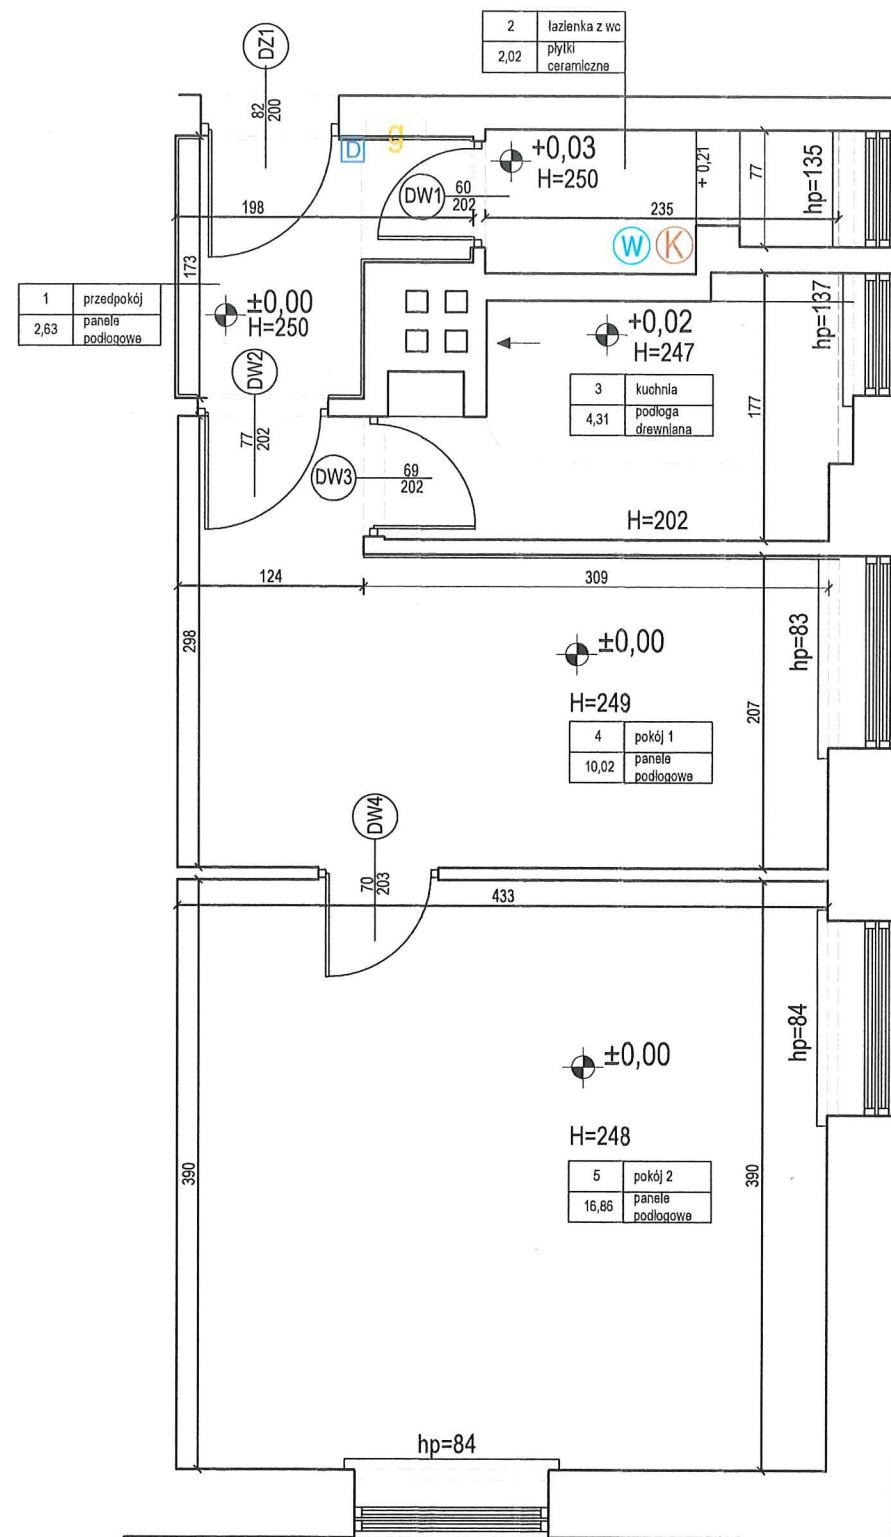 DZ1
82
200
2 łazienka z wc
2,02 płytki
ceramiczne
D
g
+0,03
H=250
+ 0,21
77
hp=135
DW1
60
202
198
235
W K
173
1 przedpokój
2,63 panele
podłogowe
±0,00
H=250
+0,02
H=247
hp=137
DW2
77
202
3 kuchnia
4,31 podłoga
drewniana
177
DW3
69
202
H=202
124
309
298
±0,00
hp=83
H=249
207
4 pokój 1
10,02 panele
podłogowe
DW4
70
203
433
hp=84
±0,00
H=248
5 pokój 2
16,86 panele
podłogowe
390
390
hp=84